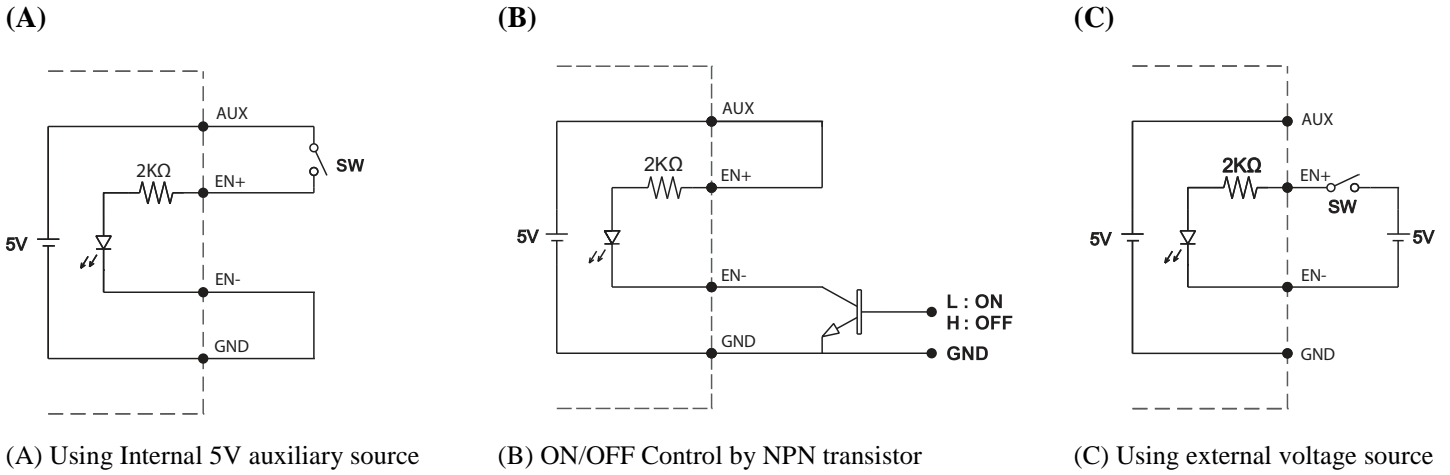 (A)
(B)
(C)
AUX
2KΩ
EN+
SW
5V
EN-
GND
AUX
2KΩ
EN+
5V
EN-
L : ON
H : OFF
GND
GND
AUX
2KΩ
EN+
SW
5V
5V
EN-
GND
(A) Using Internal 5V auxiliary source
(B) ON/OFF Control by NPN transistor
(C) Using external voltage source